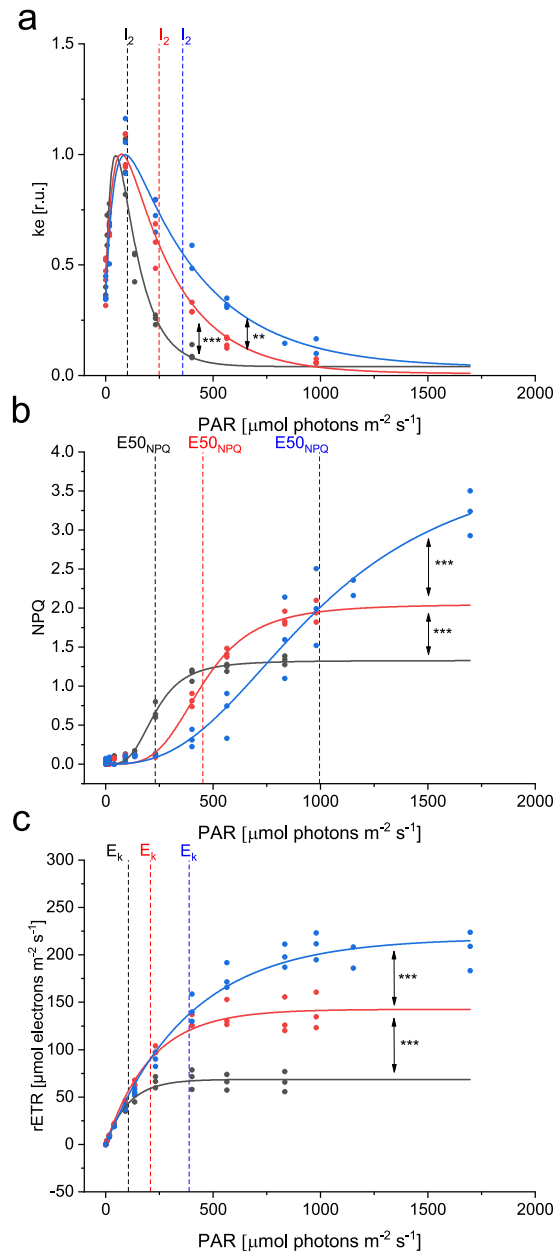 a
I₂ I₂ I₂
1.5
1.0
0.5
0.0
ke [r.u.]
***
**
0 500 1000 1500 2000
PAR [μmol photons m⁻² s⁻¹]
b
E50NPQ E50NPQ E50NPQ
4.0
3.5
3.0
2.5
2.0
1.5
1.0
0.5
0.0
NPQ
***
***
0 500 1000 1500 2000
PAR [μmol photons m⁻² s⁻¹]
c
Eₖ Eₖ Eₖ
300
250
200
150
100
50
0
-50
rETR [μmol electrons m⁻² s⁻¹]
***
***
0 500 1000 1500 2000
PAR [μmol photons m⁻² s⁻¹]